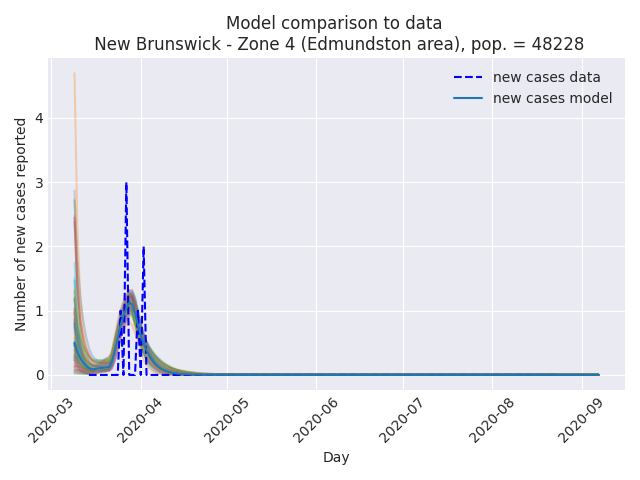 Model comparison to data
New Brunswick - Zone 4 (Edmundston area), pop. = 48228
new cases data
new cases model
Number of new cases reported
4
3
2
1
0
2020-03
2020-04
2020-05
2020-06
2020-07
2020-08
2020-09
Day